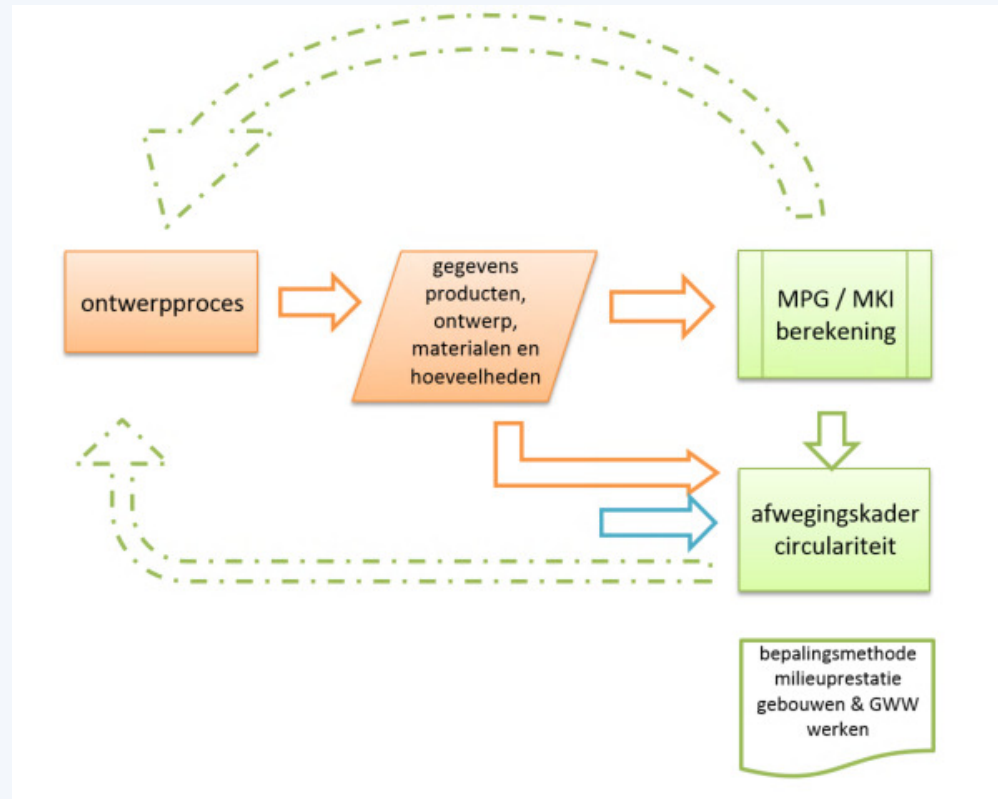 ontwerpproces
gegevens
producten,
ontwerp,
materialen en
hoeveelheden
MPG / MKI
berekening
afwegingskader
circulariteit
bepalingsmethode
milieuprestatie
gebouwen & GWW
werken